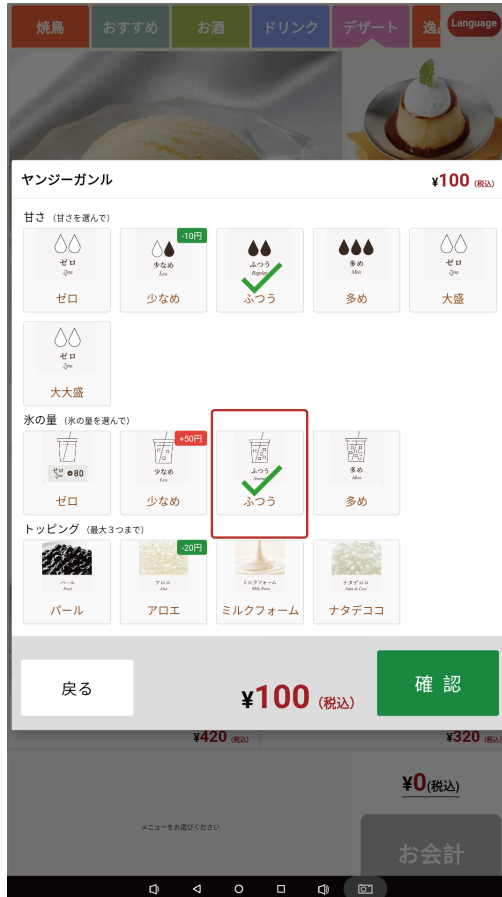 焼鳥 おすすめ お酒 ドリンク デザート 逸品 Language
ヤンジーガンル ¥100 (税込)
甘さ (甘さを選んで)
-10円
ゼロ 少なめ ふつう 多め ゼロ
Zero Less Regular More Zero
ゼロ 少なめ ふつう 多め 大盛
ゼロ
Zero
大大盛
氷の量 (氷の量を選んで)
+50円
ゼロ 80 少なめ ふつう 多め
Zero Less Normal More
ゼロ 少なめ ふつう 多め
トッピング (最大3つまで)
-20円
パール アロエ ミルクフォーム ナタデココ
Pearl Aloe Milk Foam Nata de Coco
パール アロエ ミルクフォーム ナタデココ
戻る ¥100 (税込) 確認
¥420 (税込) ¥320 (税込)
¥0(税込)
メニューをお選びください
お会計